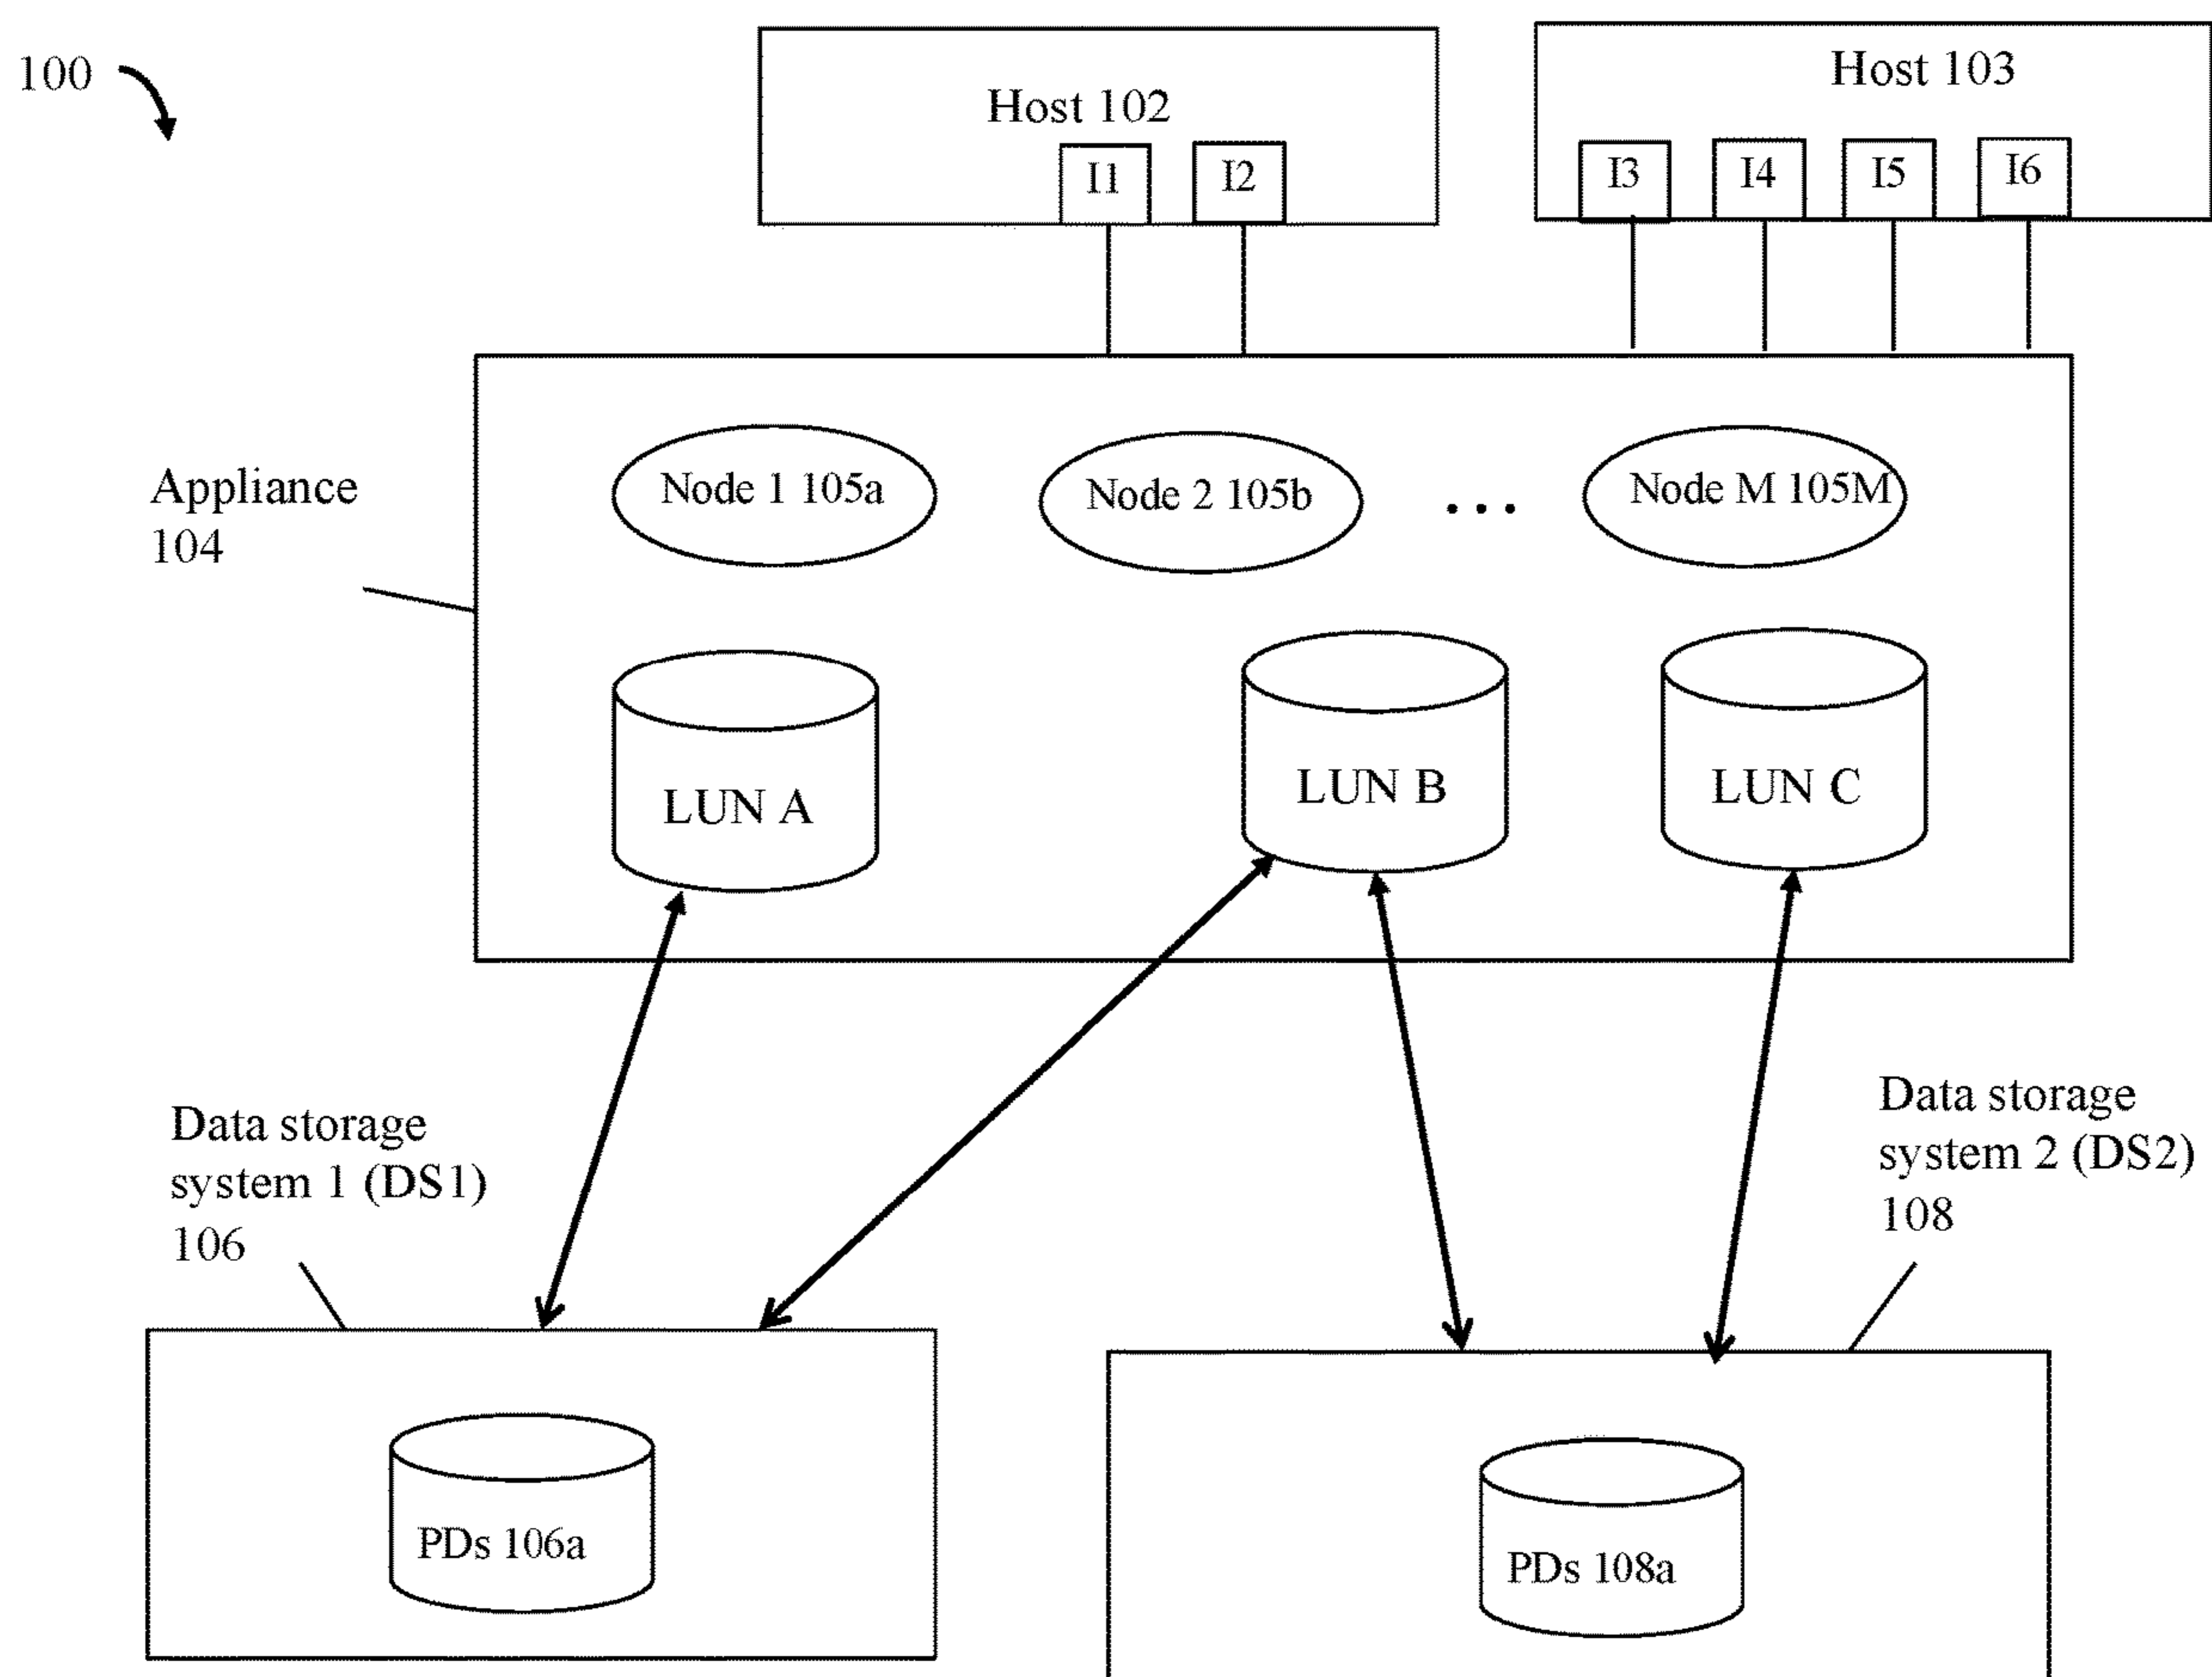 100
Host 102
I1
I2
Host 103
I3
I4
I5
I6
Appliance
104
Node 1 105a
Node 2 105b
...
Node M 105M
LUN A
LUN B
LUN C
Data storage
system 1 (DS1)
106
Data storage
system 2 (DS2)
108
PDs 106a
PDs 108a